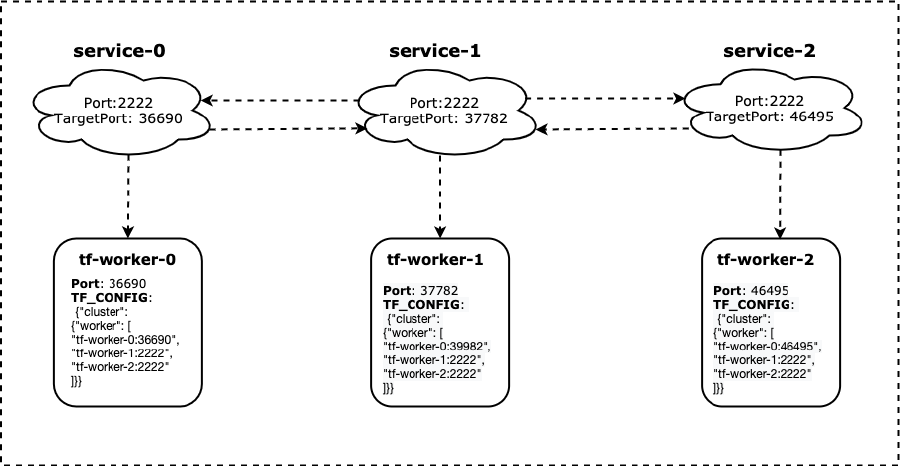 service-0
Port:2222
TargetPort: 36690
service-1
Port:2222
TargetPort: 37782
service-2
Port:2222
TargetPort: 46495
tf-worker-0
Port: 36690
TF_CONFIG:
{"cluster":
{"worker": [
"tf-worker-0:36690",
"tf-worker-1:2222",
"tf-worker-2:2222"
]}}
tf-worker-1
Port: 37782
TF_CONFIG:
{"cluster":
{"worker": [
"tf-worker-0:39982",
"tf-worker-1:2222",
"tf-worker-2:2222"
]}}
tf-worker-2
Port: 46495
TF_CONFIG:
{"cluster":
{"worker": [
"tf-worker-0:46495",
"tf-worker-1:2222",
"tf-worker-2:2222"
]}}